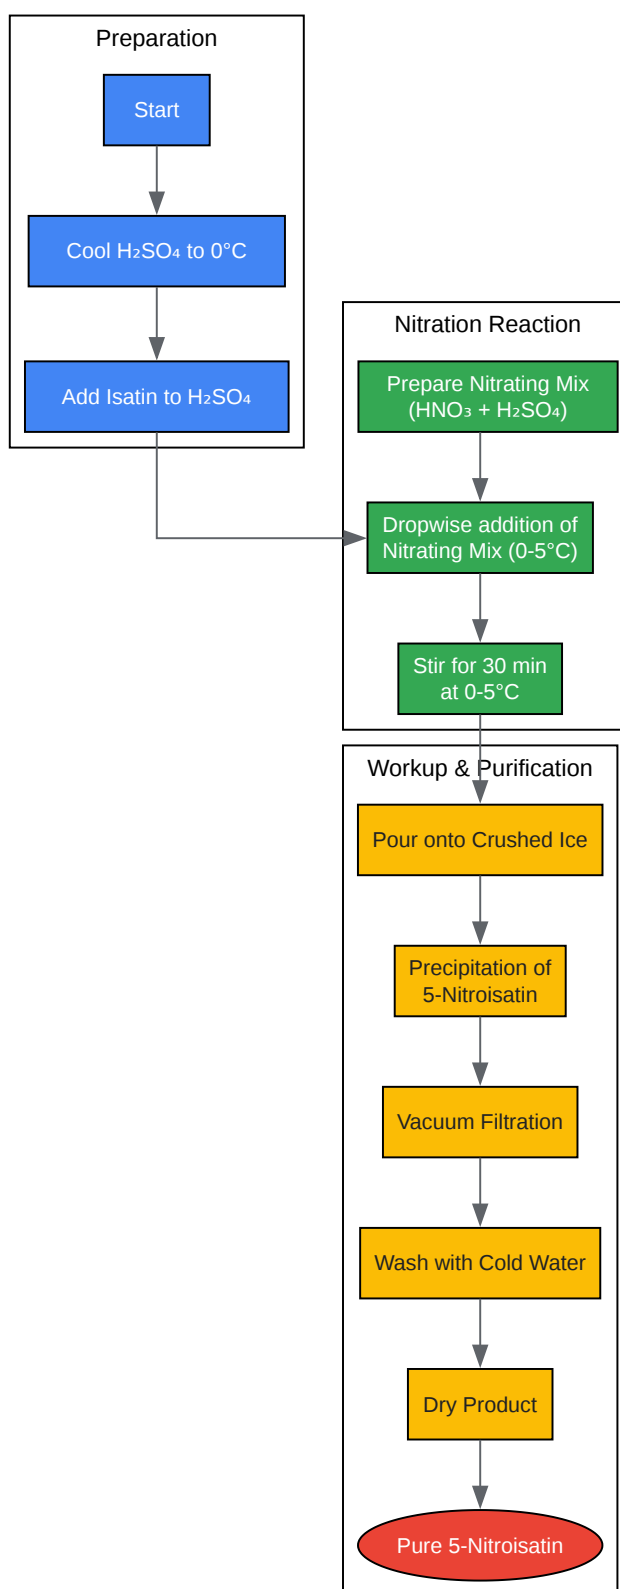 Preparation
Start
Cool H₂SO₄ to 0°C
Add Isatin to H₂SO₄
Nitration Reaction
Prepare Nitrating Mix
(HNO₃ + H₂SO₄)
Dropwise addition of
Nitrating Mix (0-5°C)
Stir for 30 min
at 0-5°C
Workup & Purification
Pour onto Crushed Ice
Precipitation of
5-Nitroisatin
Vacuum Filtration
Wash with Cold Water
Dry Product
Pure 5-Nitroisatin